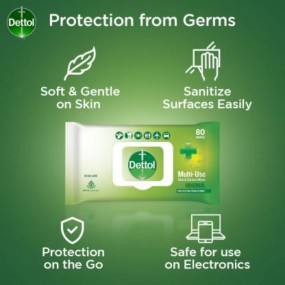 Dettol
Protection from Germs
Soft & Gentle
on Skin
Sanitize
Surfaces Easily
80
Dettol
Multi-Use
Protection
on the Go
Safe for use
on Electronics